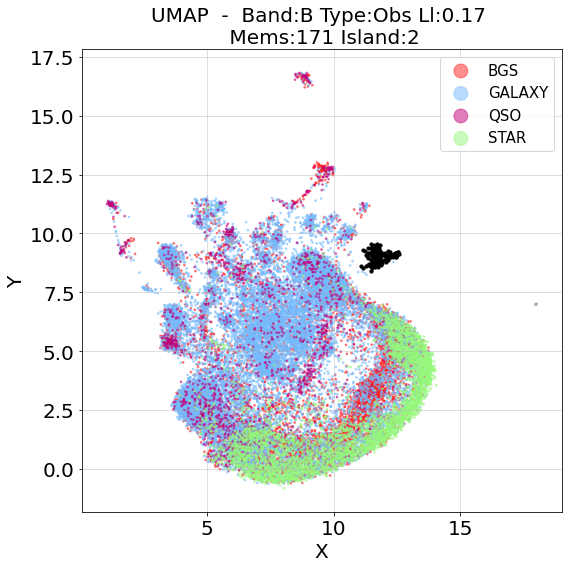 UMAP  -  Band:B Type:Obs Ll:0.17
Mems:171 Island:2
17.5
15.0
12.5
10.0
7.5
5.0
2.5
0.0
Y
5 10 15
X
BGS
GALAXY
QSO
STAR